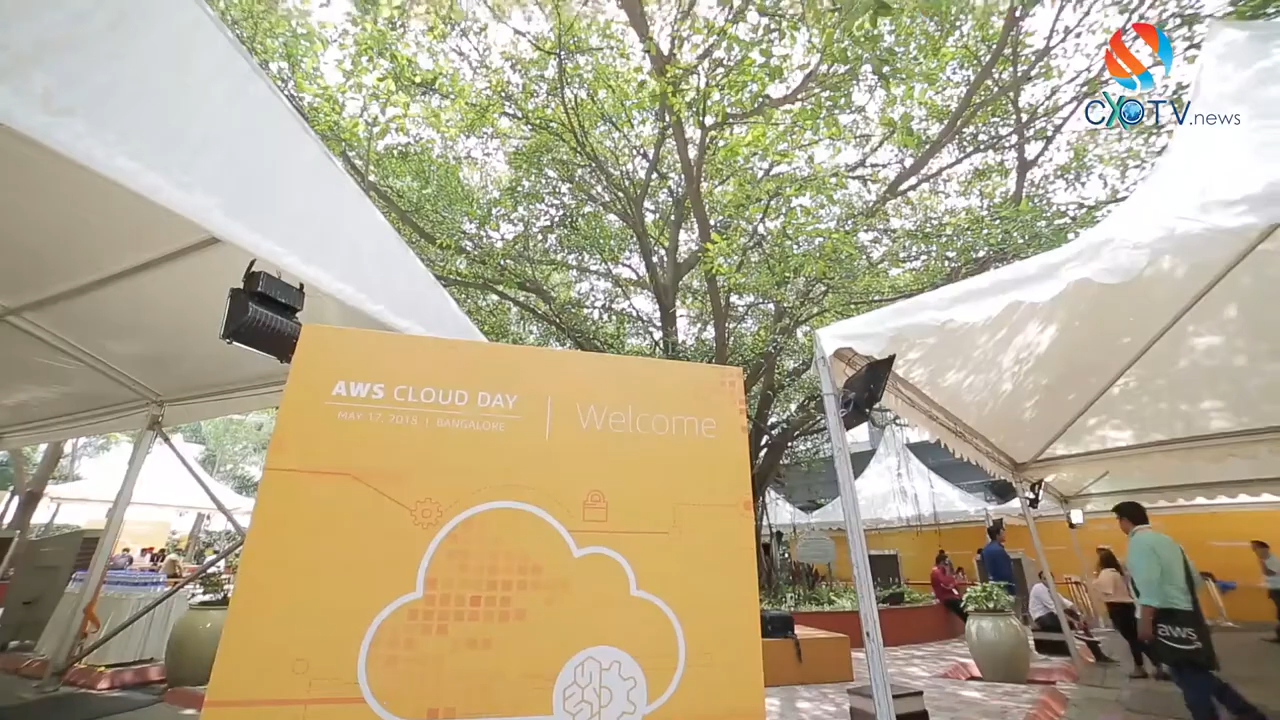 CXOTV.news
AWS CLOUD DAY
MAY 17, 2018 | BANGALORE
Welcome
aws